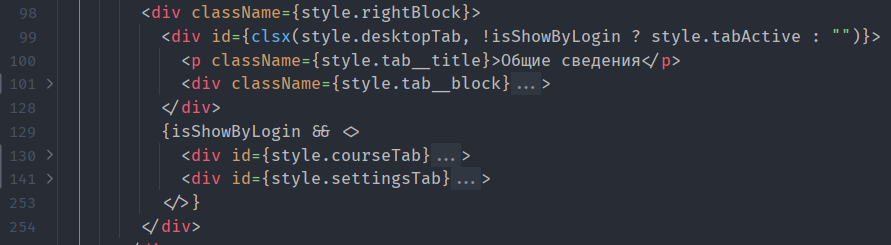 98 <div className={style.rightBlock}>
99 <div id={clsx(style.desktopTab, !isShowByLogin ? style.tabActive : "")}>
100 <p className={style.tab__title}>Общие сведения</p>
101 > <div className={style.tab__block}...>
128 </div>
129 {isShowByLogin && <>
130 > <div id={style.courseTab}...>
141 > <div id={style.settingsTab}...>
253 </>}
254 </div>